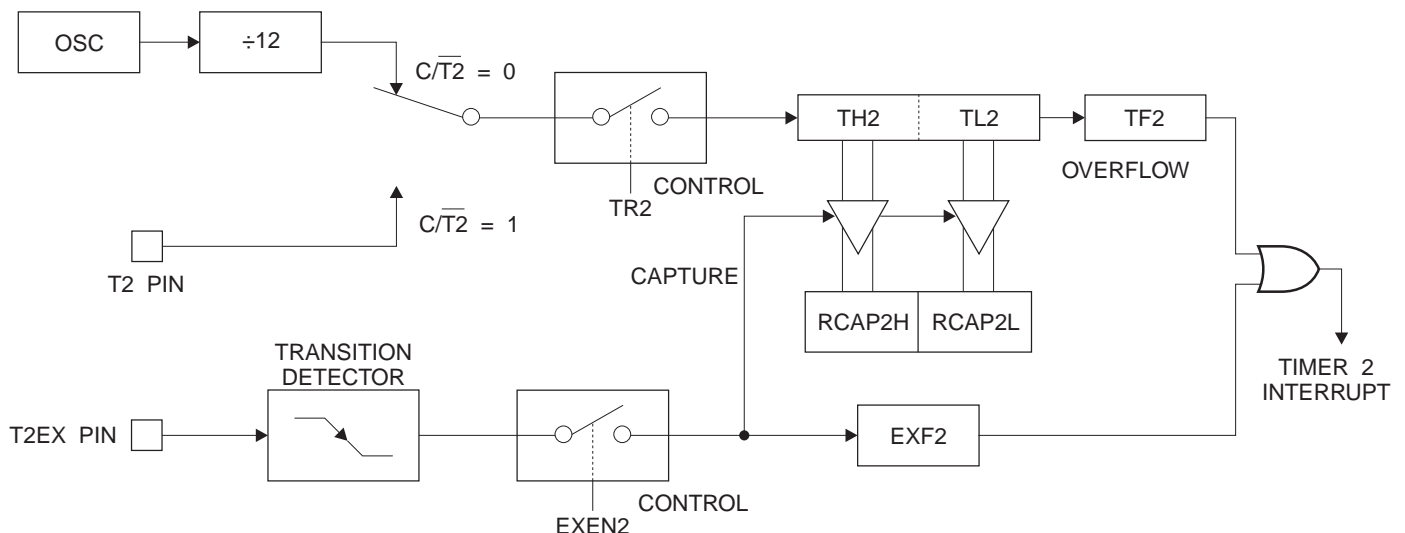 OSC
÷12
C/T2̅ = 0
TH2
TL2
TF2
OVERFLOW
CONTROL
TR2
C/T2̅ = 1
T2 PIN
CAPTURE
RCAP2H
RCAP2L
TRANSITION
DETECTOR
TIMER 2
INTERRUPT
T2EX PIN
EXF2
CONTROL
EXEN2